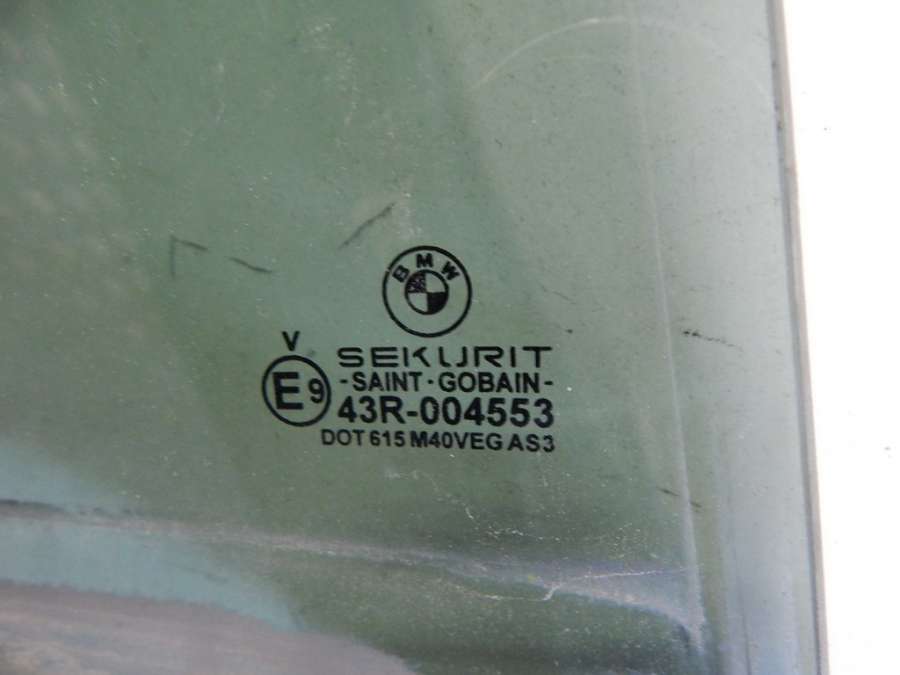 BMW
V
SEKURIT
E9
-SAINT·GOBAIN-
43R-004553
DOT 615 M40VEG AS3